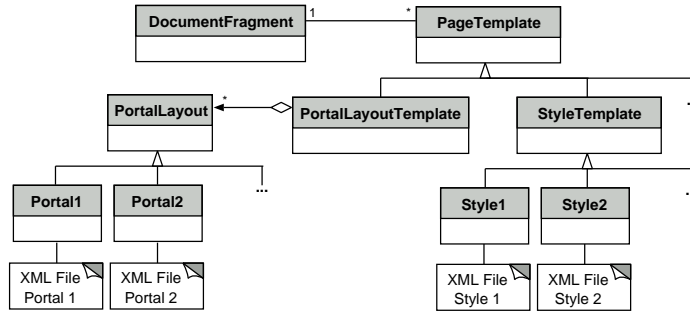 DocumentFragment
1
*
PageTemplate
PortalLayout
*
PortalLayoutTemplate
StyleTemplate
...
Portal1
Portal2
...
Style1
Style2
XML File
Portal 1
XML File
Portal 2
XML File
Style 1
XML File
Style 2